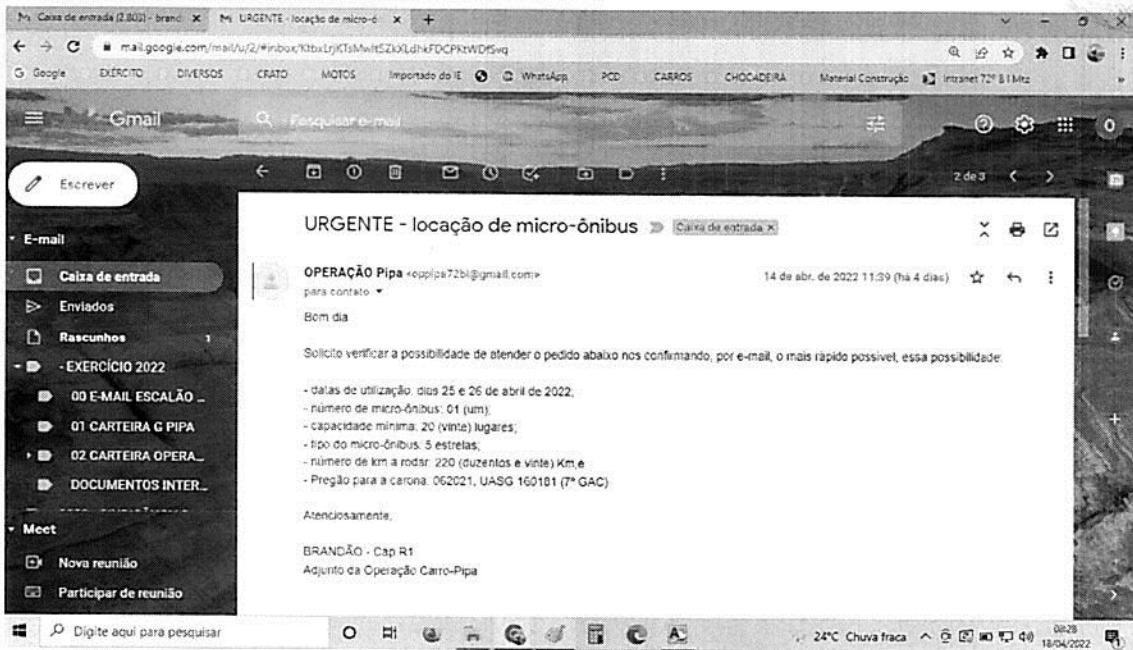 Caixa de entrada (2.803) - brand
URGENTE - locação de micro-ô
mail.google.com/mail/u/2/#inbox/
Google EXÉRCITO DIVERSOS CRATO MOTOS Importado do IE WhatsApp PCD CARROS CHOCADEIRA Material Construção Intranet 72º B I Mtz
Gmail
Pesquisar e-mail
Escrever
2 de 3
E-mail
Caixa de entrada
Enviados
Rascunhos 1
- EXERCÍCIO 2022
00 E-MAIL ESCALÃO ...
01 CARTEIRA G PIPA
02 CARTEIRA OPERA...
DOCUMENTOS INTER...
Meet
Nova reunião
Participar de reunião
URGENTE - locação de micro-ônibus Caixa de entrada x
OPERAÇÃO Pipa <oppipa72bi@gmail.com> 14 de abr. de 2022 11:39 (há 4 dias)
para contato
Bom dia
Solicito verificar a possibilidade de atender o pedido abaixo nos confirmando, por e-mail, o mais rápido possível, essa possibilidade:
- datas de utilização: dias 25 e 26 de abril de 2022;
- número de micro-ônibus: 01 (um);
- capacidade mínima: 20 (vinte) lugares;
- tipo do micro-ônibus: 5 estrelas;
- número de km a rodar: 220 (duzentos e vinte) Km,e
- Pregão para a carona: 062021, UASG 160181 (7º GAC)
Atenciosamente,
BRANDÃO - Cap R1
Adjunto da Operação Carro-Pipa
Digite aqui para pesquisar
24°C Chuva fraca
08:28
18/04/2022